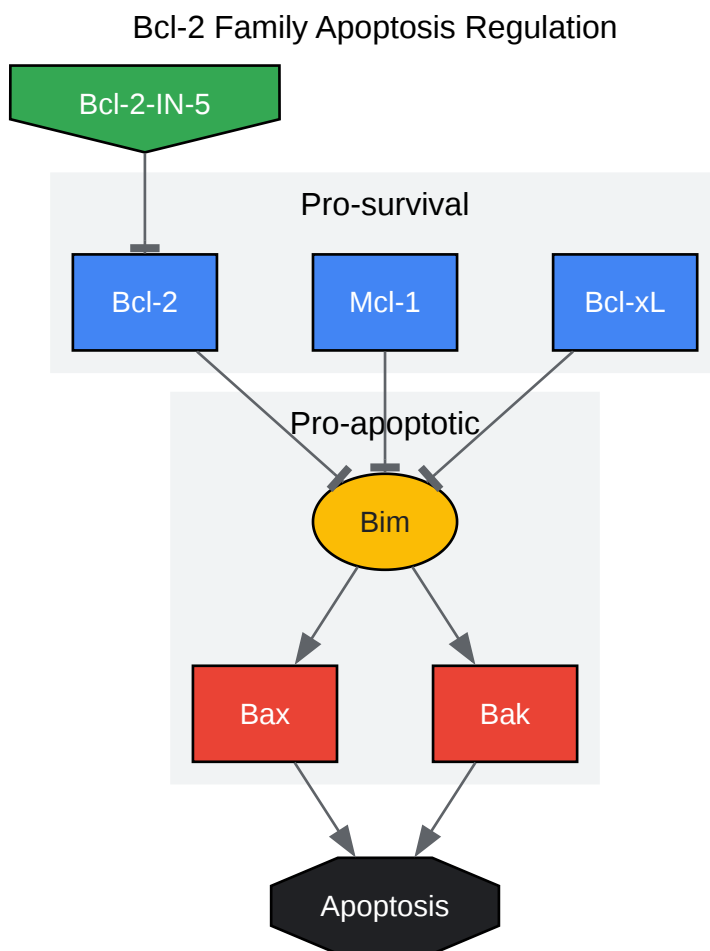 Bcl-2 Family Apoptosis Regulation
Bcl-2-IN-5
Pro-survival
Bcl-2
Mcl-1
Bcl-xL
Pro-apoptotic
Bim
Bax
Bak
Apoptosis